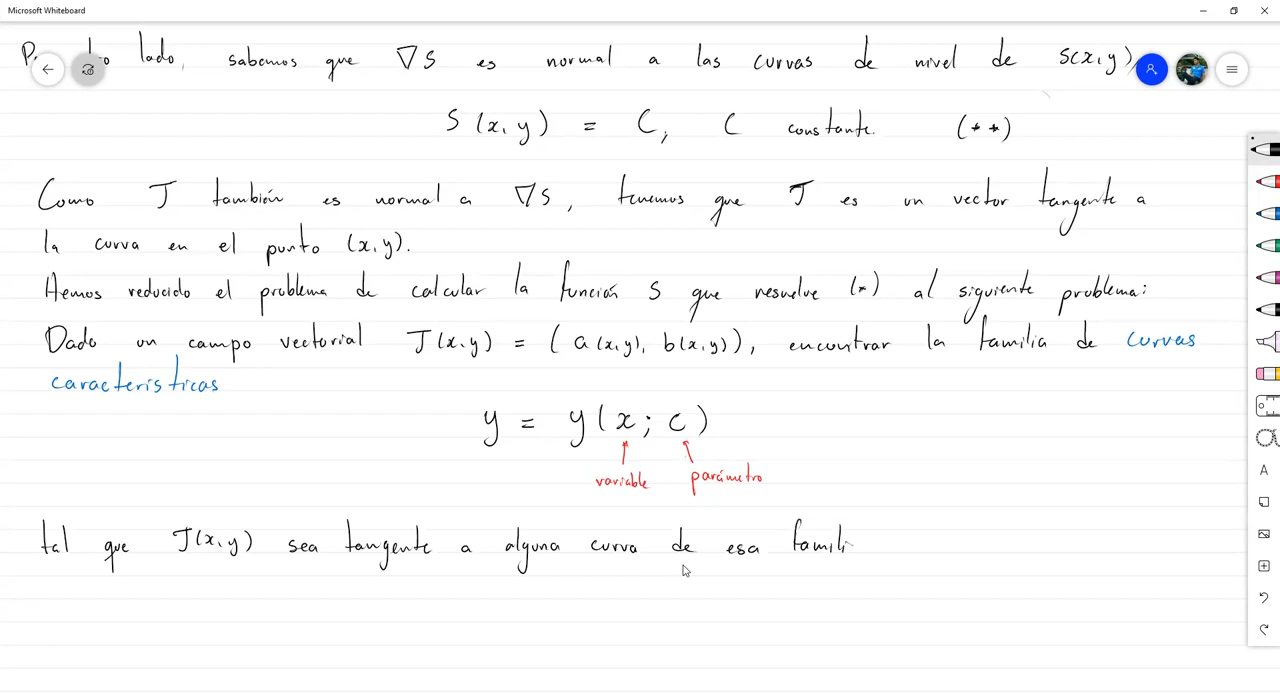 Microsoft Whiteboard
lado, sabemos que ∇S es normal a las curvas de nivel de S(x,y),
S(x,y) = C, C constante. (**)
Como J también es normal a ∇S, tenemos que J es un vector tangente a
la curva en el punto (x,y).
Hemos reducido el problema de calcular la función S que resuelve (*) al siguiente problema:
Dado un campo vectorial J(x,y) = (a(x,y), b(x,y)), encontrar la familia de curvas
características
y = y(x; c)
variable parámetro
tal que J(x,y) sea tangente a alguna curva de esa famili
A